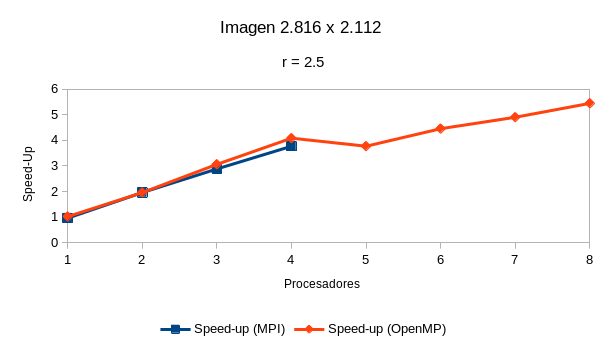 Imagen 2.816 x 2.112
r = 2.5
6
5
4
3
2
1
0
Speed-Up
1 2 3 4 5 6 7 8
Procesadores
Speed-up (MPI) Speed-up (OpenMP)